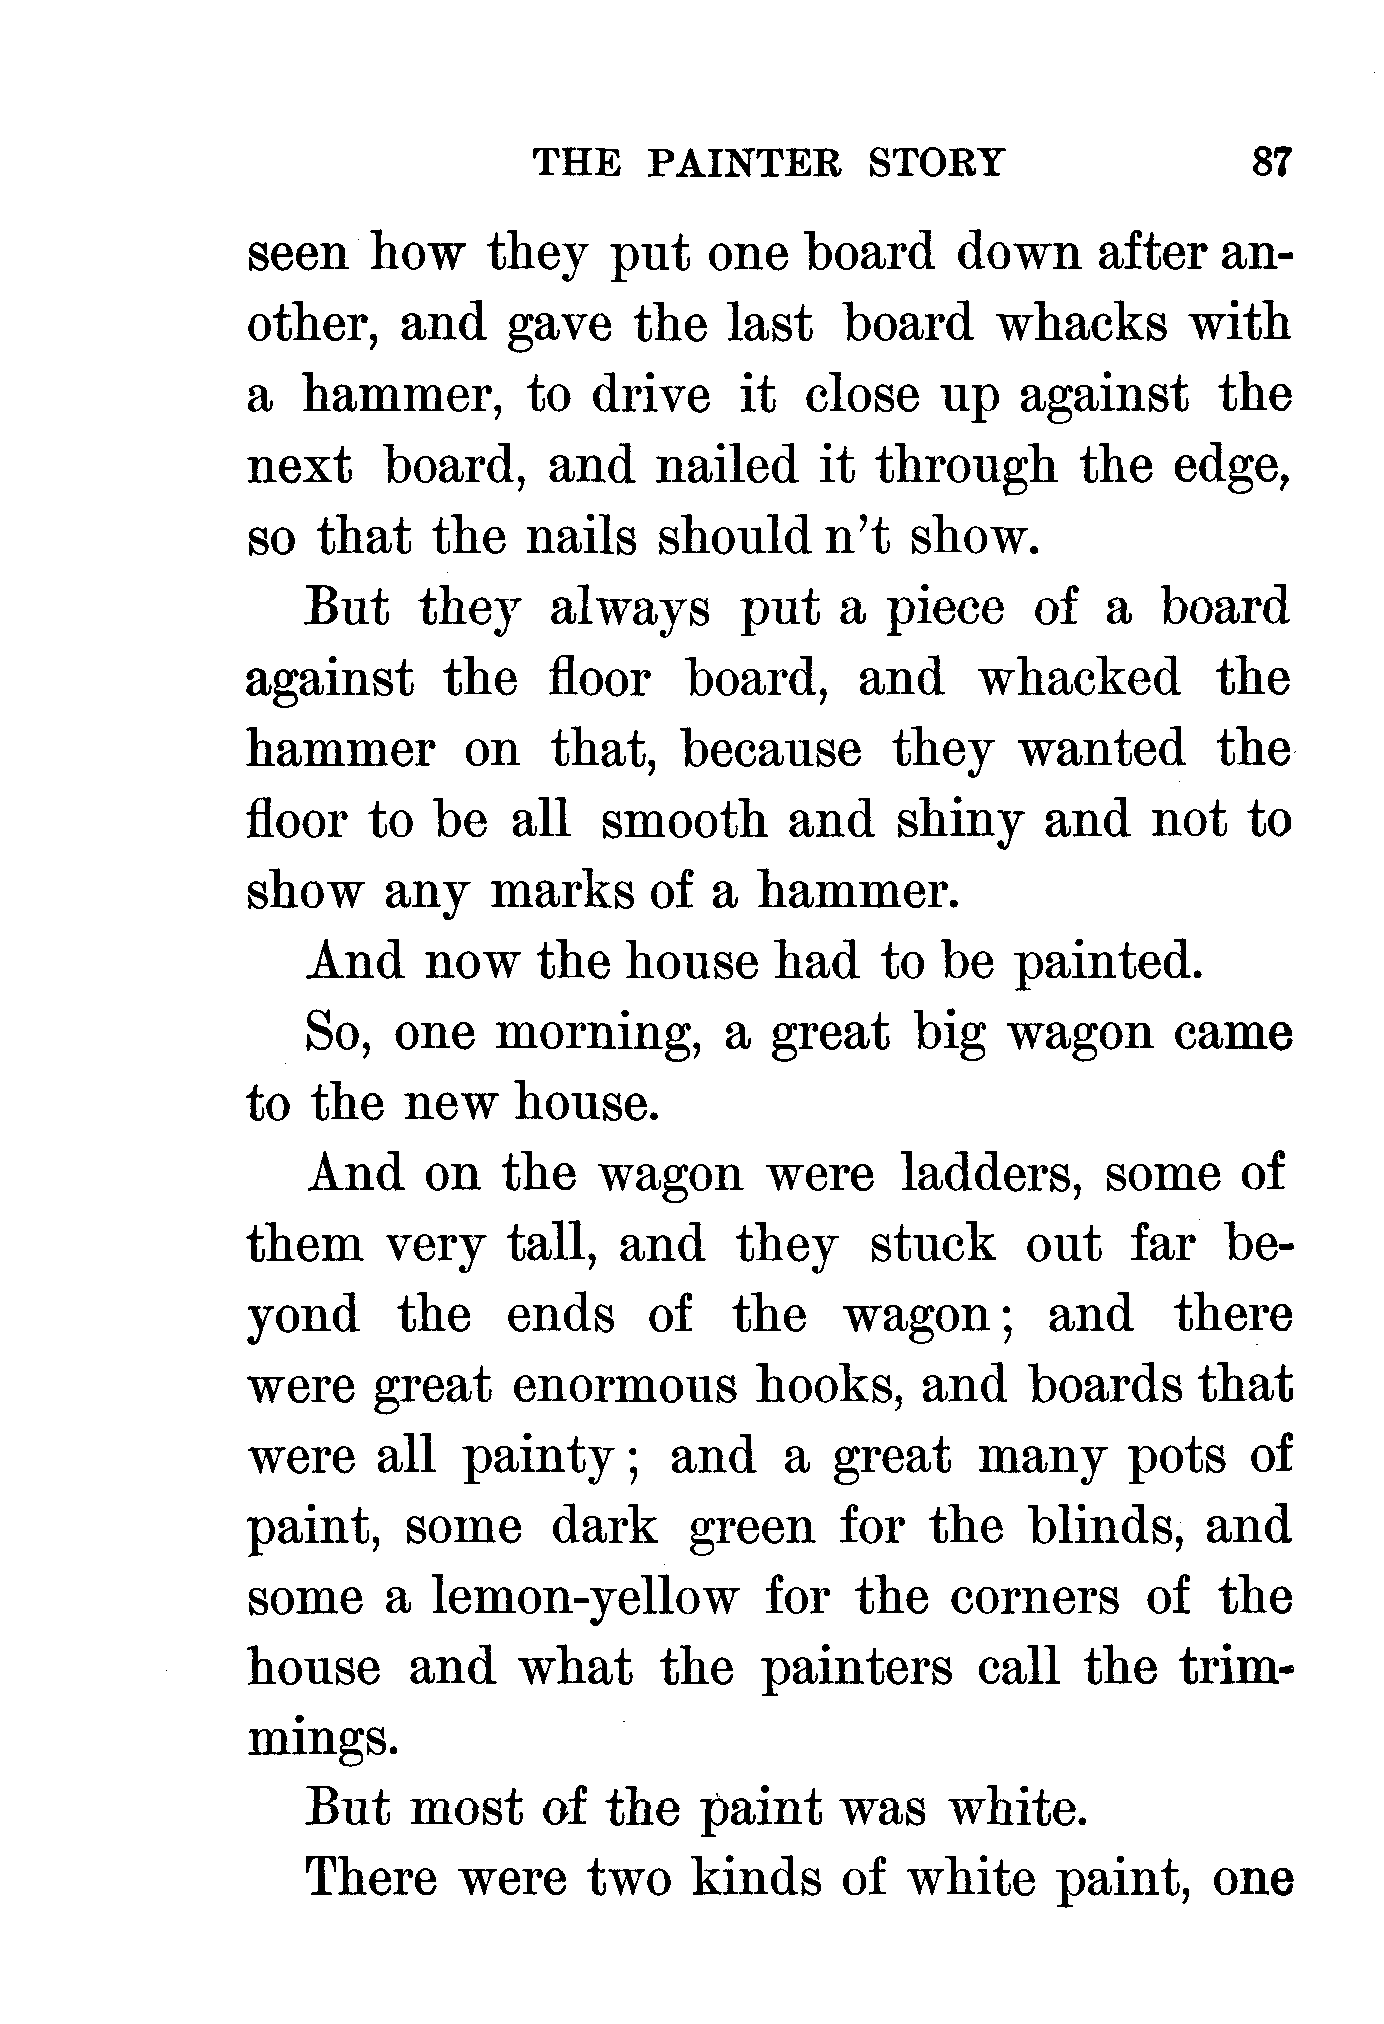 THE PAINTER STORY 87
seen how they put one board down after an-
other, and gave the last board whacks with
a hammer, to drive it close up against the
next board, and nailed it through the edge,
so that the nails should n't show.
But they always put a piece of a board
against the floor board, and whacked the
hammer on that, because they wanted the
floor to be all smooth and shiny and not to
show any marks of a hammer.
And now the house had to be painted.
So, one morning, a great big wagon came
to the new house.
And on the wagon were ladders, some of
them very tall, and they stuck out far be-
yond the ends of the wagon; and there
were great enormous hooks, and boards that
were all painty; and a great many pots of
paint, some dark green for the blinds, and
some a lemon-yellow for the corners of the
house and what the painters call the trim-
mings.
But most of the paint was white.
There were two kinds of white paint, one